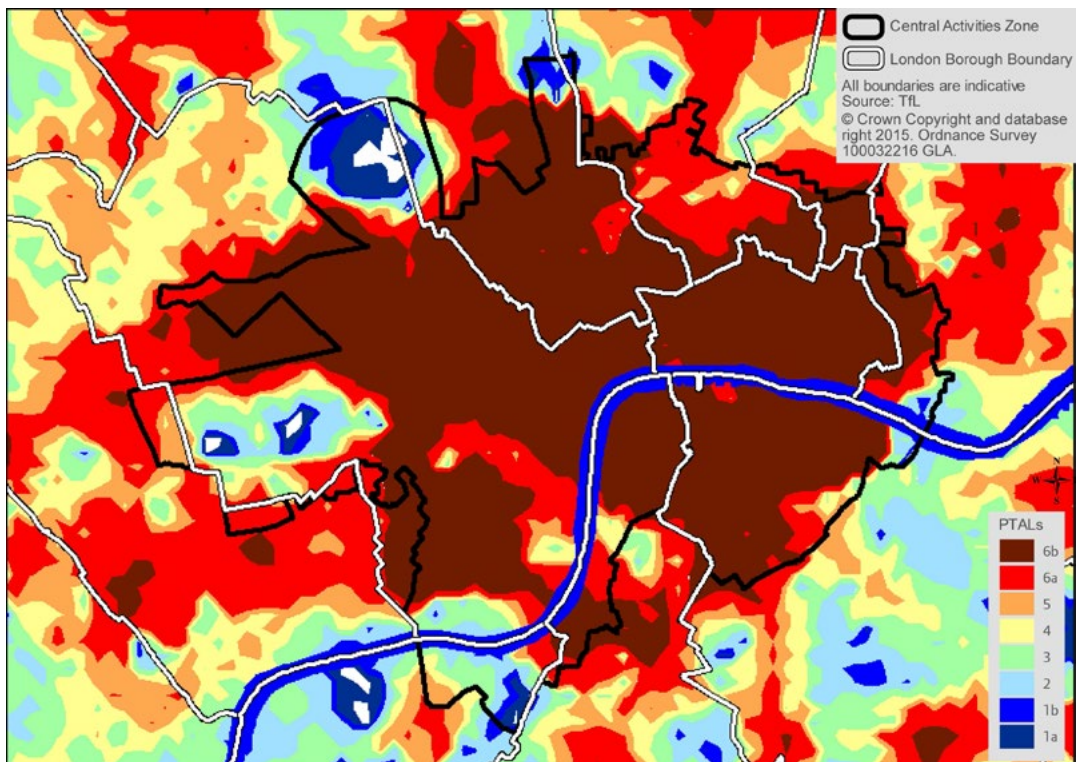 Central Activities Zone
London Borough Boundary
All boundaries are indicative
Source: TfL
© Crown Copyright and database
right 2015. Ordnance Survey
100032216 GLA.
N
W
S
PTALs
6b
6a
5
4
3
2
1b
1a